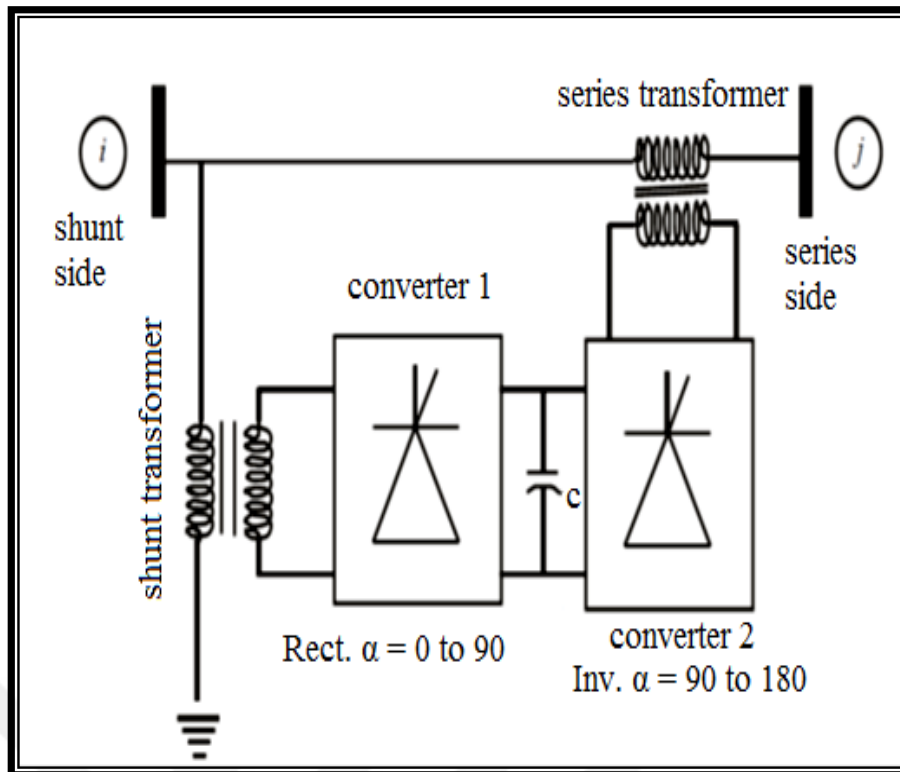 series transformer
i
j
shunt
side
series
side
converter 1
shunt transformer
c
Rect. α = 0 to 90
converter 2
Inv. α = 90 to 180